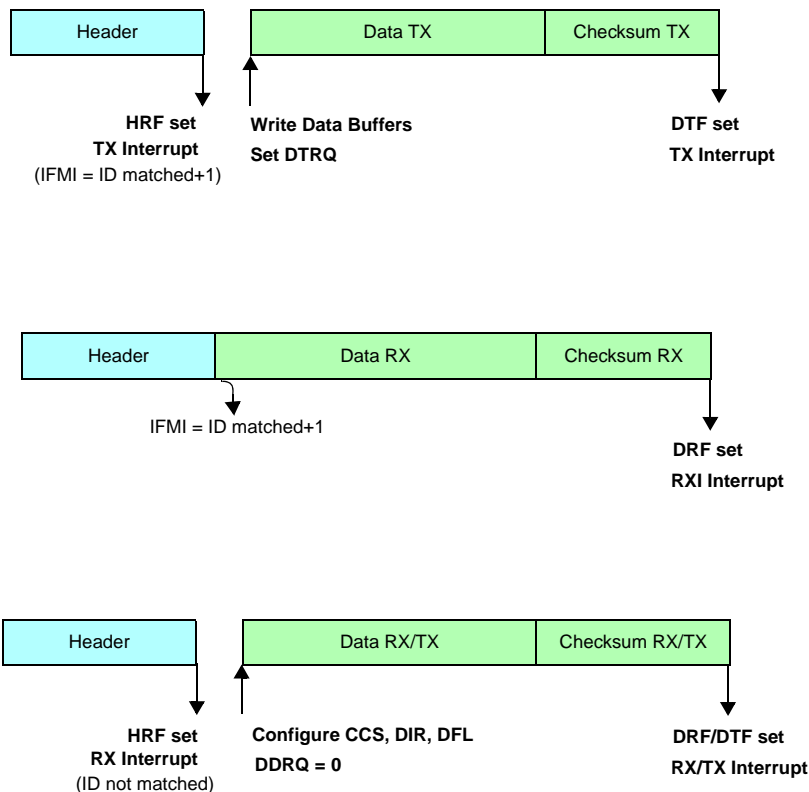 Header
Data TX
Checksum TX
HRF set
TX Interrupt
(IFMI = ID matched+1)
Write Data Buffers
Set DTRQ
DTF set
TX Interrupt
Header
Data RX
Checksum RX
IFMI = ID matched+1
DRF set
RXI Interrupt
Header
Data RX/TX
Checksum RX/TX
HRF set
RX Interrupt
(ID not matched)
Configure CCS, DIR, DFL
DDRQ = 0
DRF/DTF set
RX/TX Interrupt